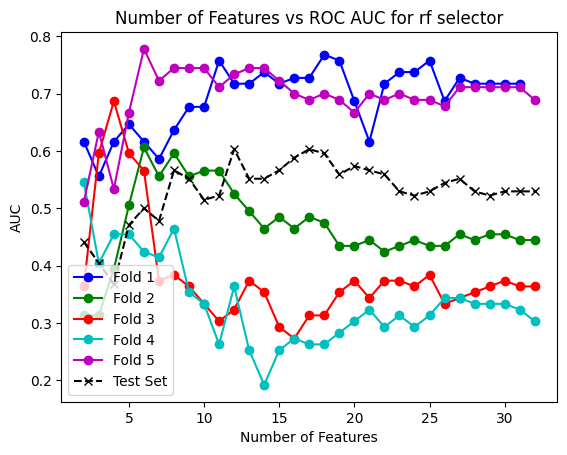 Number of Features vs ROC AUC for rf selector
0.8
0.7
0.6
0.5
0.4
0.3
0.2
AUC
Fold 1
Fold 2
Fold 3
Fold 4
Fold 5
Test Set
5 10 15 20 25 30
Number of Features